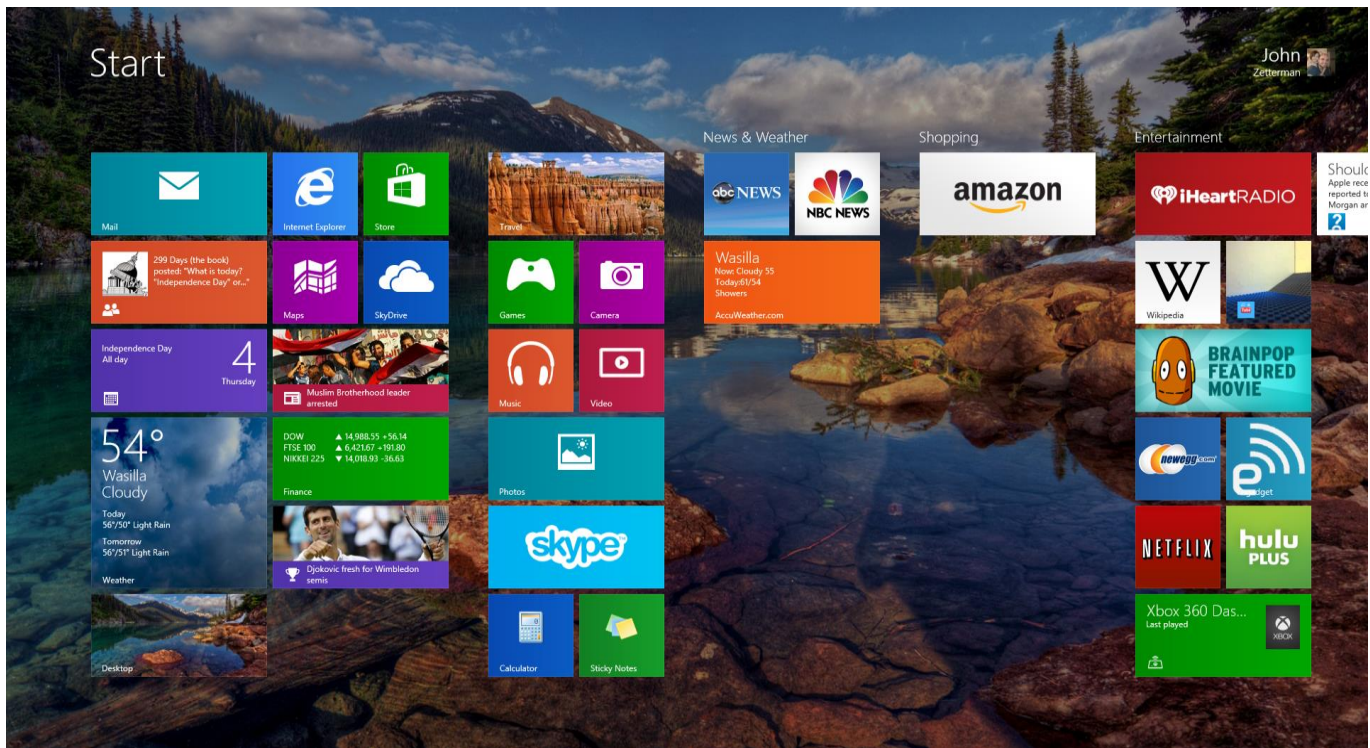 Start
John
Zetterman
Mail
Internet Explorer
Store
299 Days (the book)
posted: "What is today?
"Independence Day" or..."
Maps
SkyDrive
Independence Day
All day
4
Thursday
Muslim Brotherhood leader
arrested
54°
Wasilla
Cloudy
Today
56°/50° Light Rain
Tomorrow
56°/51° Light Rain
Weather
DOW ▲ 14,988.55 +56.14
FTSE 100 ▲ 6,421.67 +191.80
NIKKEI 225 ▼ 14,018.93 -36.63
Finance
Djokovic fresh for Wimbledon
semis
Desktop
Travel
Games
Camera
Music
Video
Photos
skype
Calculator
Sticky Notes
News & Weather
abc NEWS
NBC NEWS
Wasilla
Now: Cloudy 55
Today:61/54
Showers
AccuWeather.com
Shopping
amazon
Entertainment
iHeartRADIO
W
Wikipedia
BRAINPOP
FEATURED
MOVIE
newegg.com
NETFLIX
hulu
PLUS
Xbox 360 Das...
Last played
XBOX
Apple rece
reported to
Morgan an